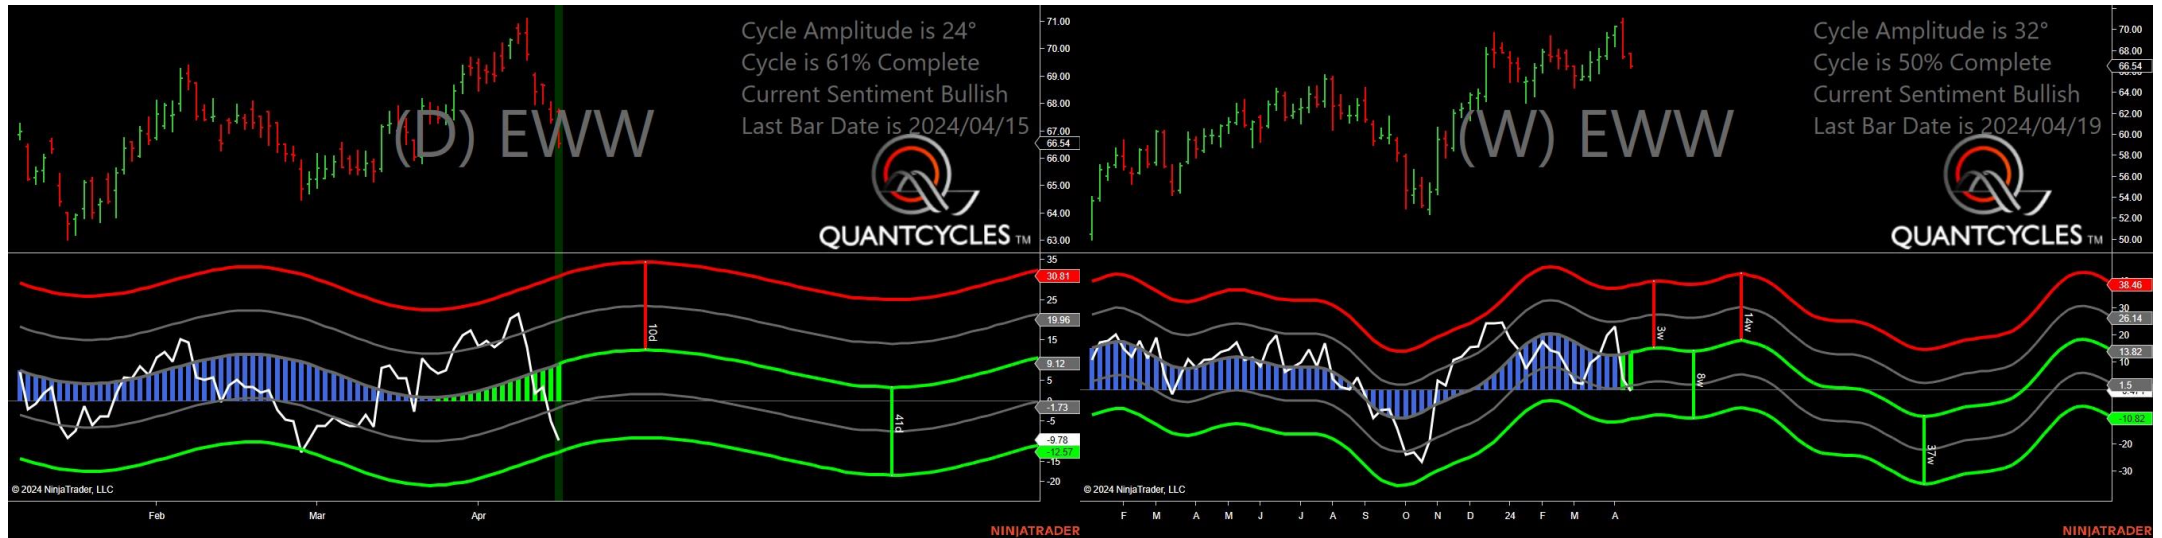 Cycle Amplitude is 24°
Cycle is 61% Complete
Current Sentiment Bullish
Last Bar Date is 2024/04/15
(D) EWW
QUANTCYCLES TM
71.00
70.00
69.00
68.00
67.00
66.54
66.00
65.00
64.00
63.00
35
30.81
25
19.96
15
9.12
5
0
-1.73
-5
-9.78
-12.57
-15
-20
10d
41d
© 2024 NinjaTrader, LLC
Feb Mar Apr
NINJATRADER
Cycle Amplitude is 32°
Cycle is 50% Complete
Current Sentiment Bullish
Last Bar Date is 2024/04/19
(W) EWW
QUANTCYCLES TM
70.00
68.00
66.54
64.00
62.00
60.00
58.00
56.00
54.00
52.00
50.00
38.46
30
26.14
20
13.82
10
1.5
-10.82
-20
-30
3w
14w
8w
37w
© 2024 NinjaTrader, LLC
F M A M J J A S O N D 24 F M A
NINJATRADER